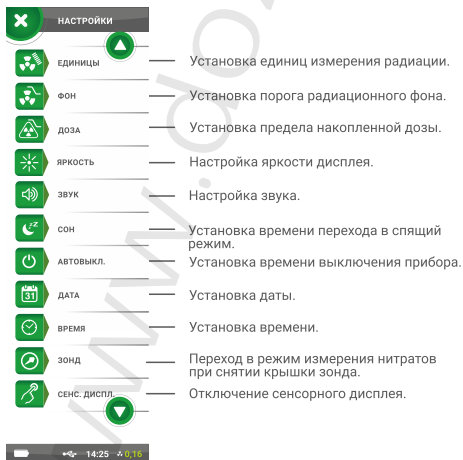 НАСТРОЙКИ
ЕДИНИЦЫ Установка единиц измерения радиации.
ФОН Установка порога радиационного фона.
ДОЗА Установка предела накопленной дозы.
ЯРКОСТЬ Настройка яркости дисплея.
ЗВУК Настройка звука.
СОН Установка времени перехода в спящий
режим.
АВТОВЫКЛ. Установка времени выключения прибора.
31 ДАТА Установка даты.
ВРЕМЯ Установка времени.
ЗОНД Переход в режим измерения нитратов
при снятии крышки зонда.
СЕНС. ДИСПЛ. Отключение сенсорного дисплея.
14:25 0,16
www.do